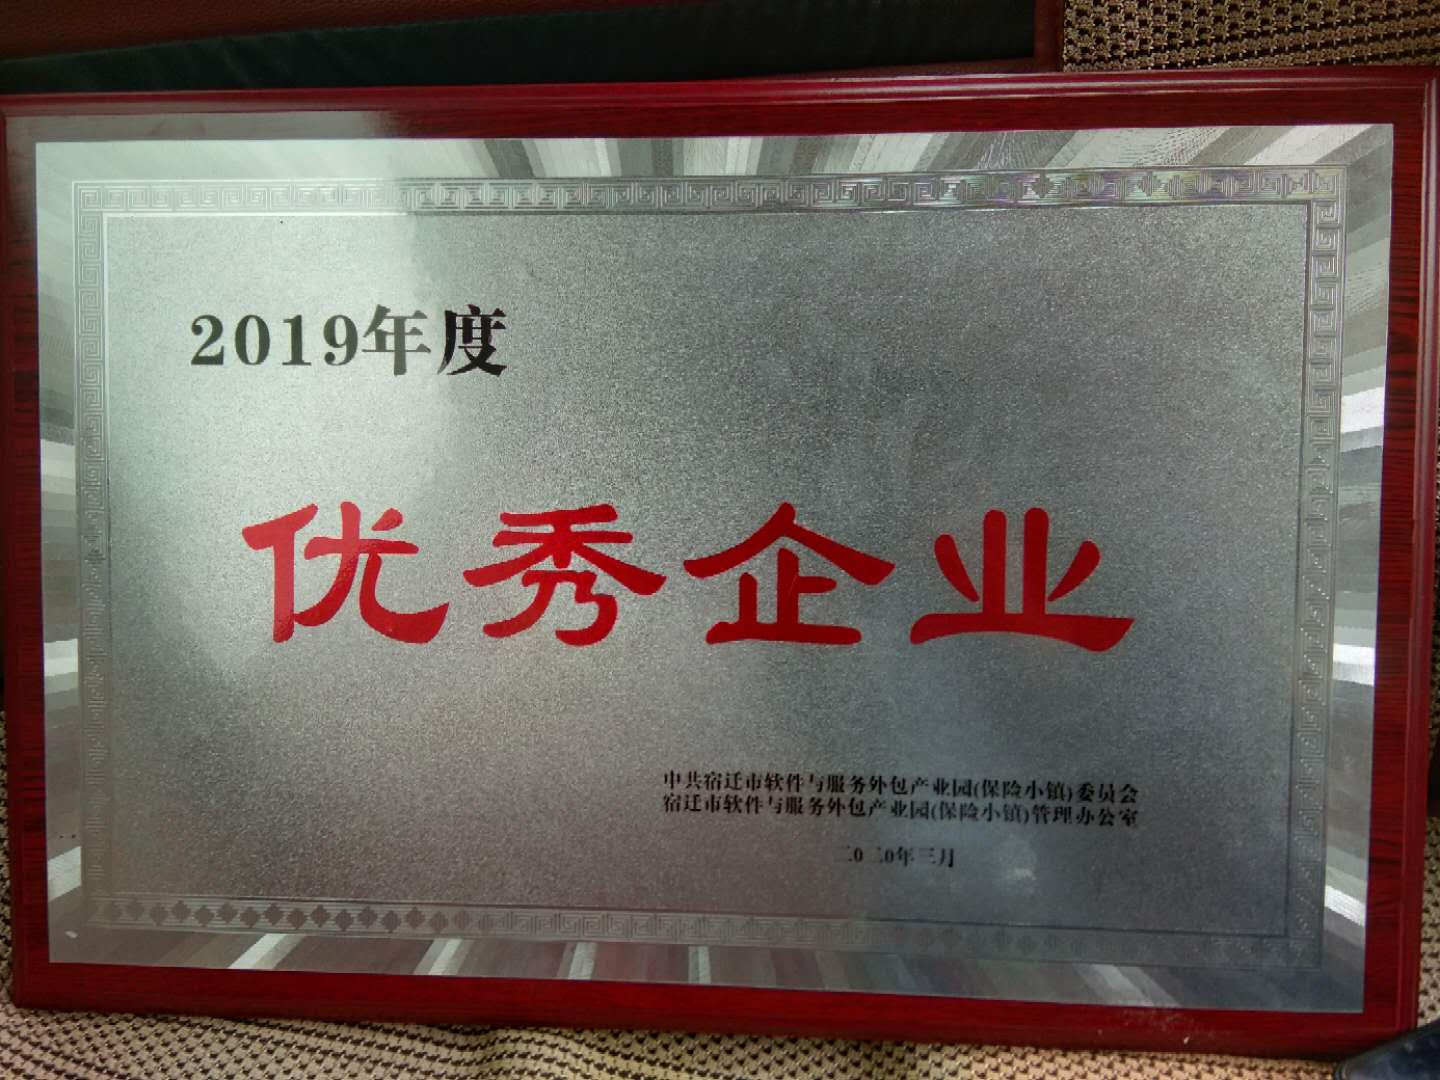 2019年度
优秀企业
中共宿迁市软件与服务外包产业园(保险小镇)委员会
宿迁市软件与服务外包产业园(保险小镇)管理办公室
二0二0年三月